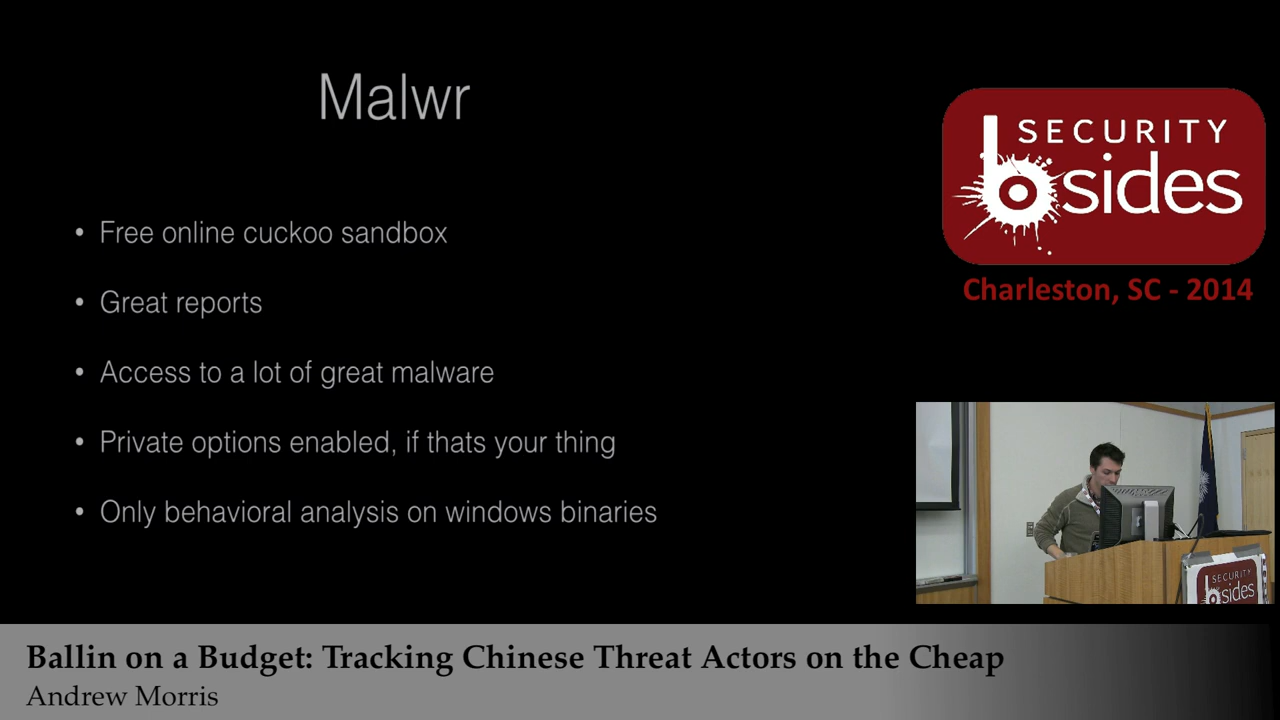 Malwr
• Free online cuckoo sandbox
• Great reports
• Access to a lot of great malware
• Private options enabled, if thats your thing
• Only behavioral analysis on windows binaries
SECURITY
bsides
Charleston, SC - 2014
SECURITY
bsides
Ballin on a Budget: Tracking Chinese Threat Actors on the Cheap
Andrew Morris